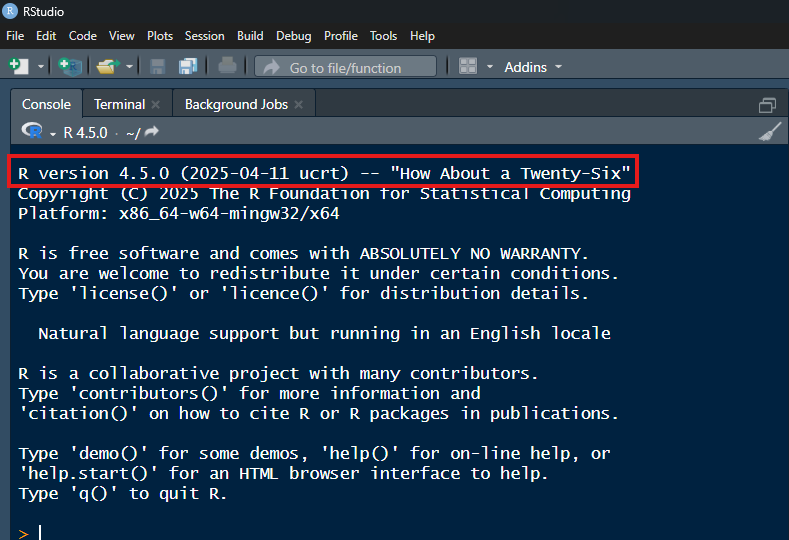 RStudio
File Edit Code View Plots Session Build Debug Profile Tools Help
Go to file/function Addins
Console Terminal Background Jobs
R 4.5.0 · ~/
R version 4.5.0 (2025-04-11 ucrt) -- "How About a Twenty-Six"
Copyright (C) 2025 The R Foundation for Statistical Computing
Platform: x86_64-w64-mingw32/x64
R is free software and comes with ABSOLUTELY NO WARRANTY.
You are welcome to redistribute it under certain conditions.
Type 'license()' or 'licence()' for distribution details.
Natural language support but running in an English locale
R is a collaborative project with many contributors.
Type 'contributors()' for more information and
'citation()' on how to cite R or R packages in publications.
Type 'demo()' for some demos, 'help()' for on-line help, or
'help.start()' for an HTML browser interface to help.
Type 'q()' to quit R.
>